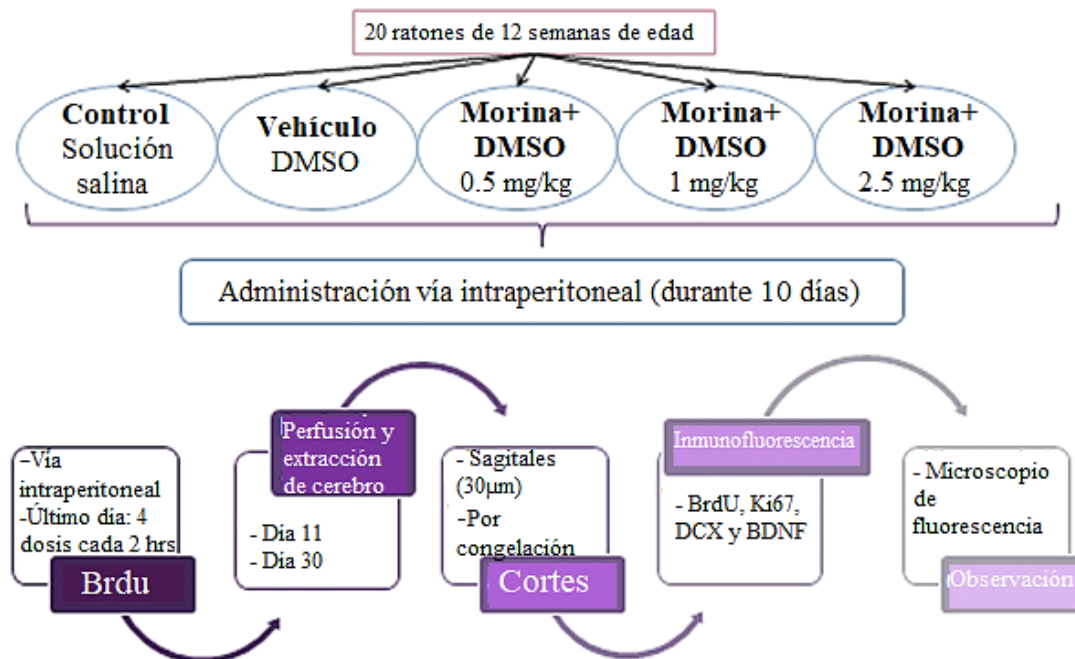 20 ratones de 12 semanas de edad
Control
Solución
salina
Vehículo
DMSO
Morina+
DMSO
0.5 mg/kg
Morina+
DMSO
1 mg/kg
Morina+
DMSO
2.5 mg/kg
Administración vía intraperitoneal (durante 10 días)
-Vía
intraperitoneal
-Último día: 4
dosis cada 2 hrs
Brdu
Perfusión y
extracción
de cerebro
- Día 11
- Día 30
- Sagitales
(30µm)
-Por
congelación
Cortes
Inmunofluorescencia
- BrdU, Ki67,
DCX y BDNF
- Microscopio
de
fluorescencia
Observación